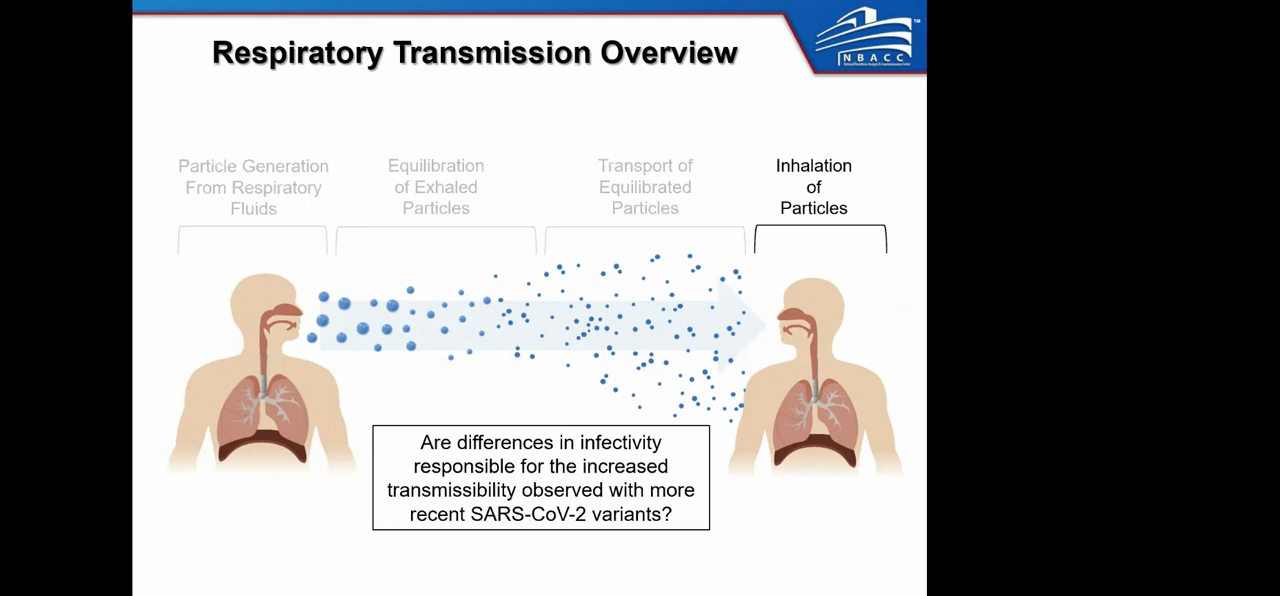 Respiratory Transmission Overview
NBACC
TM
Particle Generation
From Respiratory
Fluids
Equilibration
of Exhaled
Particles
Transport of
Equilibrated
Particles
Inhalation
of
Particles
Are differences in infectivity
responsible for the increased
transmissibility observed with more
recent SARS-CoV-2 variants?